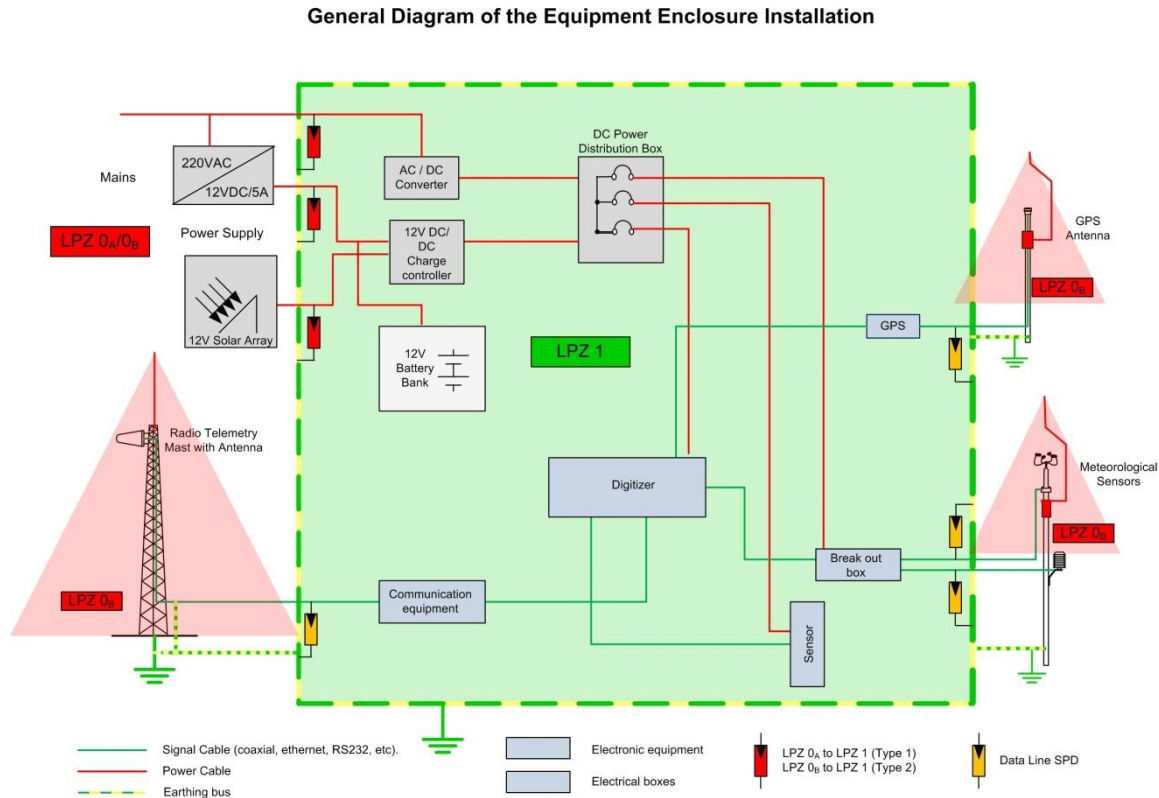 General Diagram of the Equipment Enclosure Installation
Mains
220VAC
12VDC/5A
Power Supply
LPZ 0A/0B
12V Solar Array
AC / DC
Converter
12V DC/
DC
Charge
controller
12V
Battery
Bank
DC Power
Distribution Box
LPZ 1
GPS
GPS
Antenna
LPZ 0B
Radio Telemetry
Mast with Antenna
LPZ 0B
Digitizer
Communication
equipment
Break out
box
Sensor
Meteorological
Sensors
LPZ 0B
Signal Cable (coaxial, ethernet, RS232, etc).
Power Cable
Earthing bus
Electronic equipment
Electrical boxes
LPZ 0A to LPZ 1 (Type 1)
LPZ 0B to LPZ 1 (Type 2)
Data Line SPD